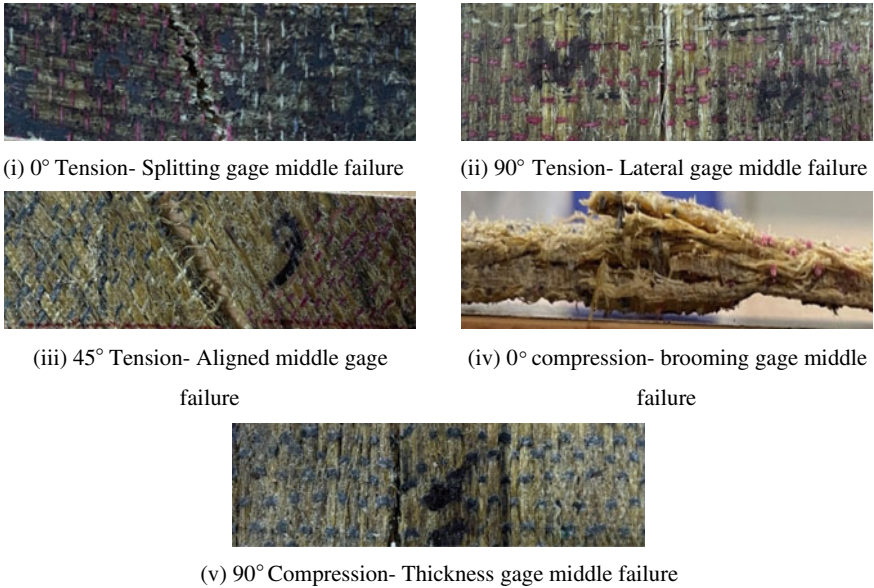 (i) 0° Tension- Splitting gage middle failure
(ii) 90° Tension- Lateral gage middle failure
(iii) 45° Tension- Aligned middle gage
failure
(iv) 0° compression- brooming gage middle
failure
(v) 90° Compression- Thickness gage middle failure